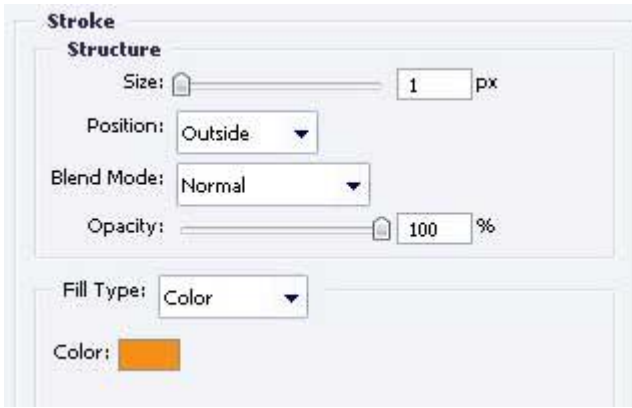 Stroke
Structure
Size: 1 px
Position: Outside
Blend Mode: Normal
Opacity: 100 %
Fill Type: Color
Color: